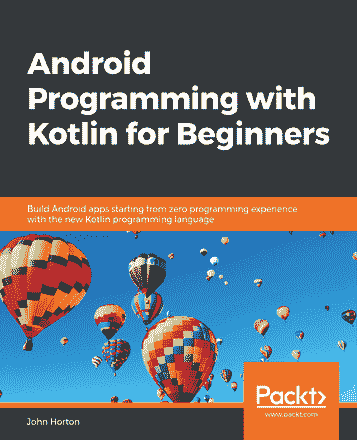 Android
Programming with
Kotlin for Beginners
Build Android apps starting from zero programming experience
with the new Kotlin programming language
Packt>
www.packt.com
John Horton